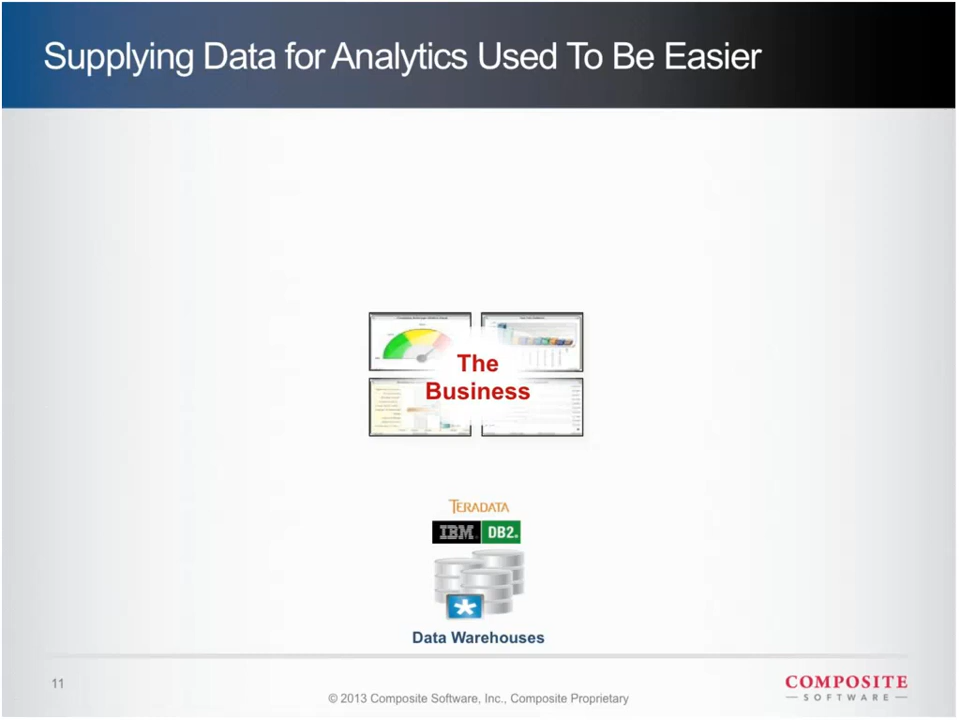 Supplying Data for Analytics Used To Be Easier
The
Business
TERADATA
IBM DB2
Data Warehouses
11
© 2013 Composite Software, Inc., Composite Proprietary
COMPOSITE
SOFTWARE